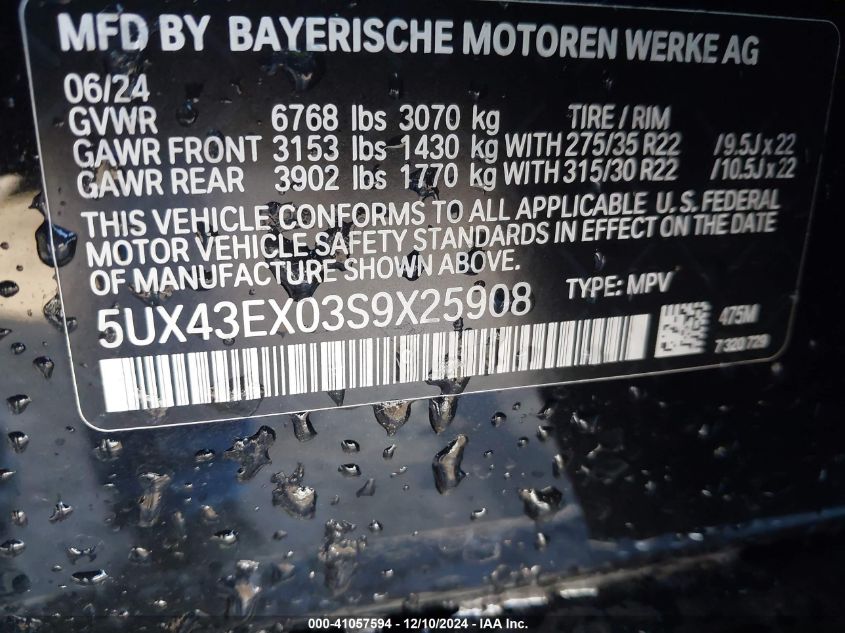 MFD BY BAYERISCHE MOTOREN WERKE AG
06/24
GVWR 6768 lbs 3070 kg TIRE / RIM
GAWR FRONT 3153 lbs 1430 kg WITH 275/35 R22 /9.5J x 22
GAWR REAR 3902 lbs 1770 kg WITH 315/30 R22 /10.5J x 22
THIS VEHICLE CONFORMS TO ALL APPLICABLE U.S. FEDERAL
MOTOR VEHICLE SAFETY STANDARDS IN EFFECT ON THE DATE
OF MANUFACTURE SHOWN ABOVE.
5UX43EX03S9X25908 TYPE: MPV
475M
7 320 729
000-41057594 — 12/10/2024 — IAA Inc.